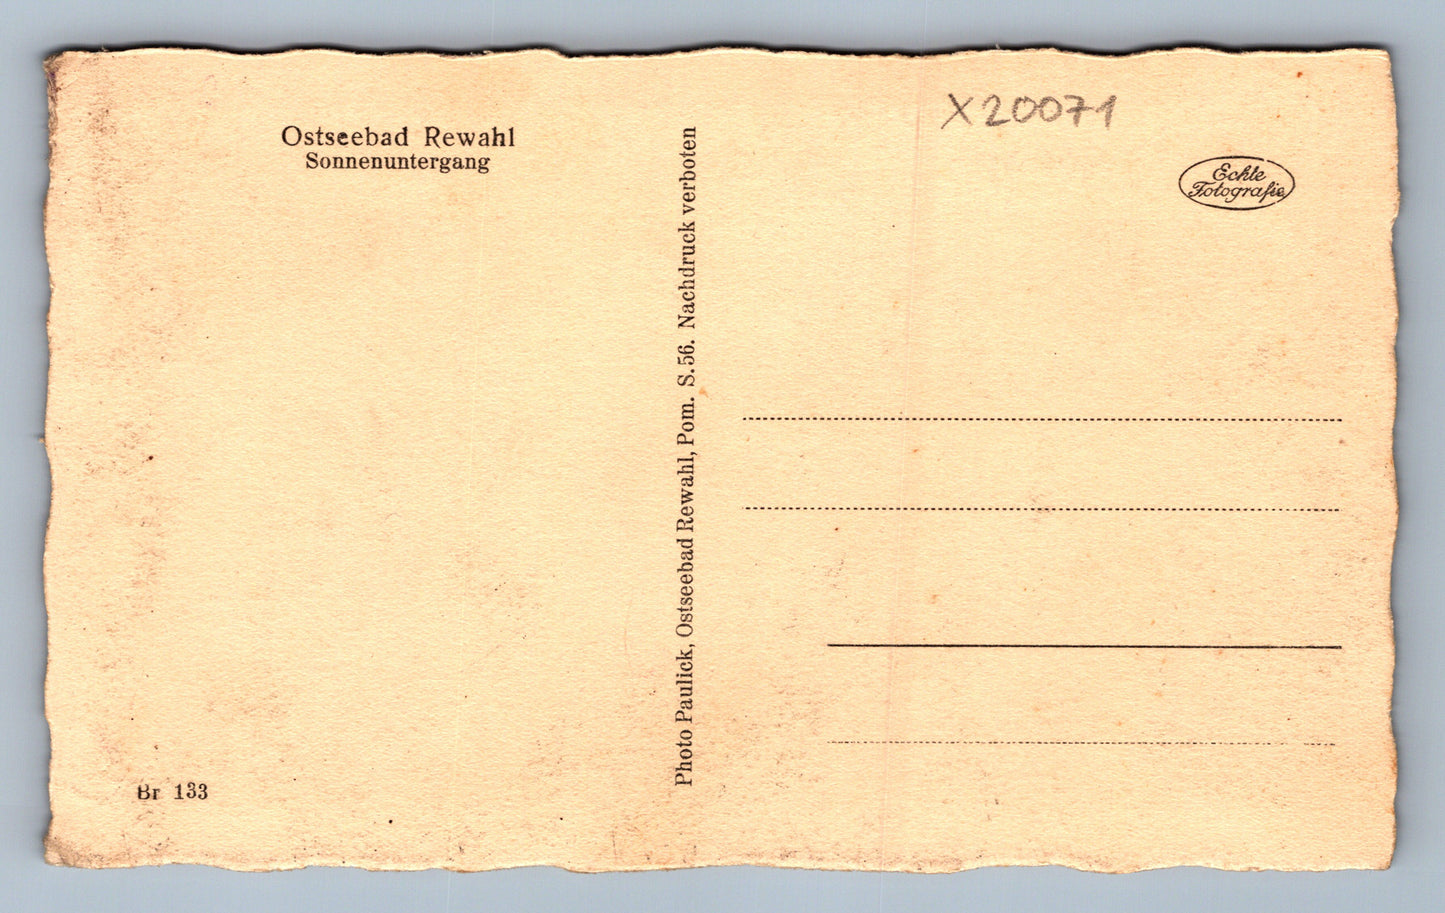 Ostseebad Rewahl
Sonnenuntergang
Br 133
Photo Paulick, Ostseebad Rewahl, Pom. S. 56. Nachdruck verboten
X20071
Echte
Fotografie